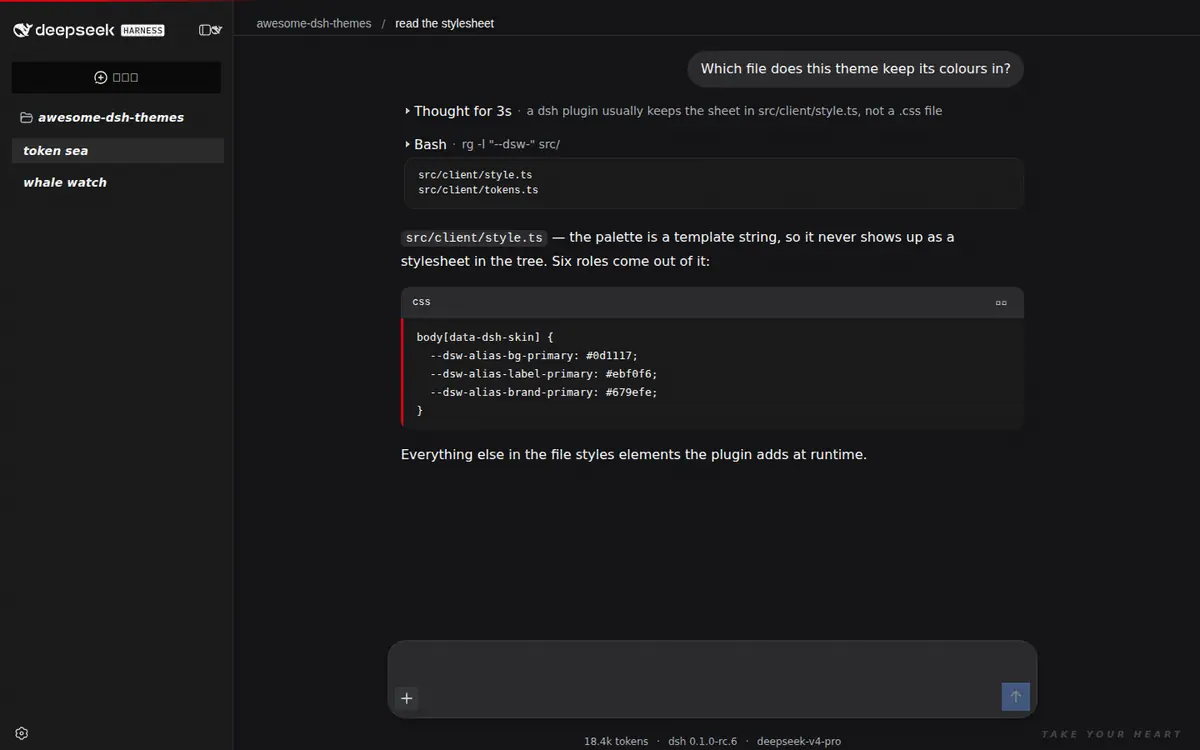 deepseek HARNESS
awesome-dsh-themes
token sea
whale watch
awesome-dsh-themes / read the stylesheet
Which file does this theme keep its colours in?
Thought for 3s · a dsh plugin usually keeps the sheet in src/client/style.ts, not a .css file
Bash · rg -l "--dsw-" src/
src/client/style.ts
src/client/tokens.ts
src/client/style.ts — the palette is a template string, so it never shows up as a
stylesheet in the tree. Six roles come out of it:
css
body[data-dsh-skin] {
--dsw-alias-bg-primary: #0d1117;
--dsw-alias-label-primary: #ebf0f6;
--dsw-alias-brand-primary: #679efe;
}
Everything else in the file styles elements the plugin adds at runtime.
18.4k tokens · dsh 0.1.0-rc.6 · deepseek-v4-pro
TAKE YOUR HEART